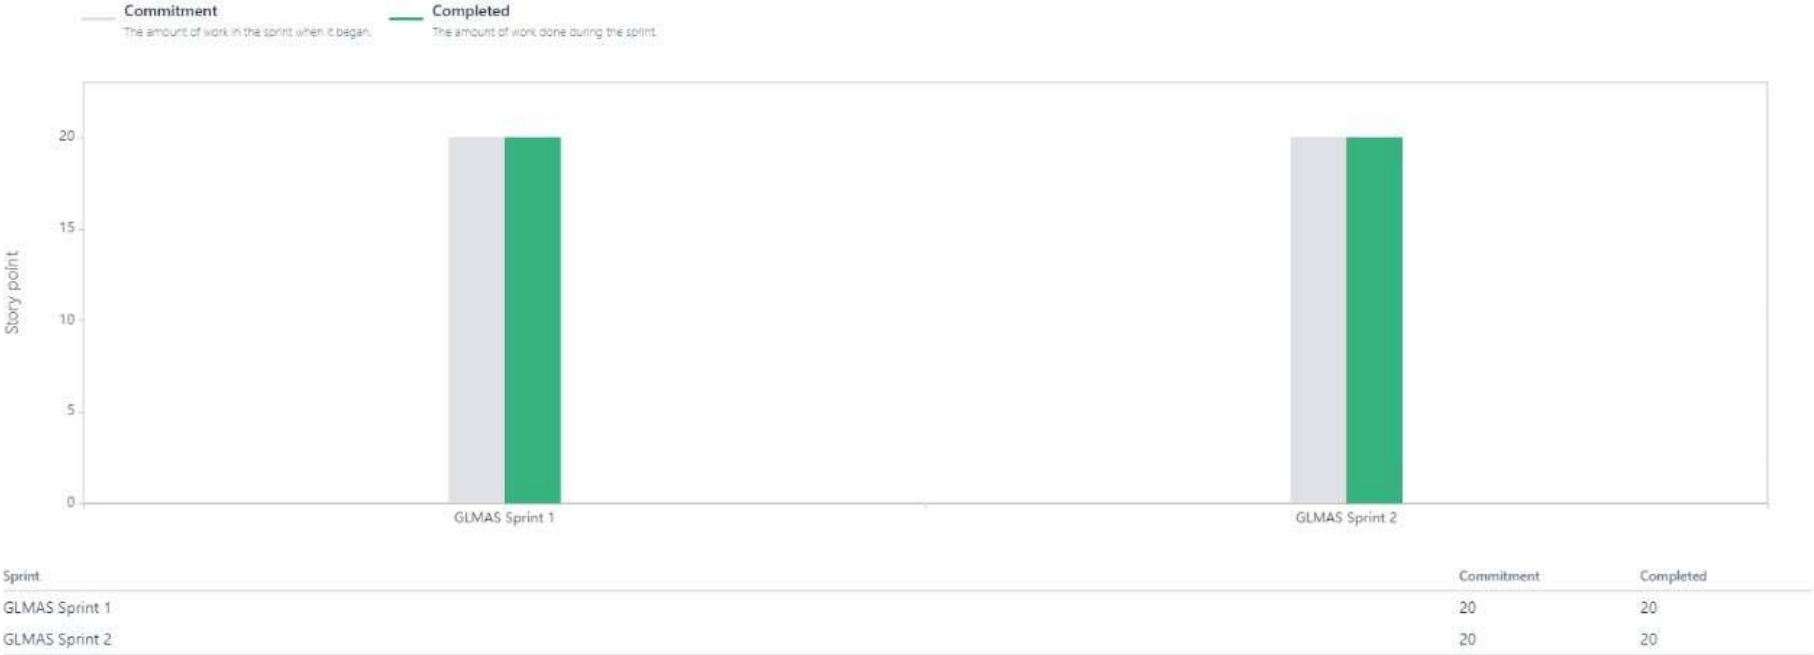 Commitment
The amount of work in the sprint when it began.
Completed
The amount of work done during the sprint.
20
15
10
5
0
Story point
GLMAS Sprint 1
GLMAS Sprint 2
Sprint Commitment Completed
GLMAS Sprint 1 20 20
GLMAS Sprint 2 20 20